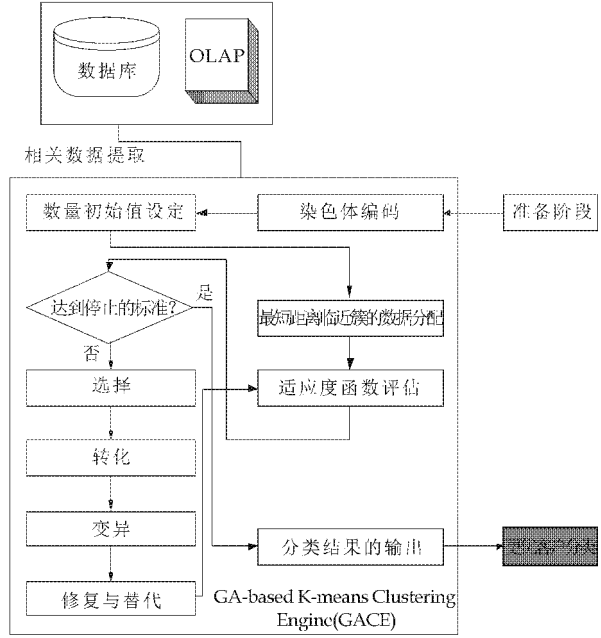 数据库
OLAP
相关数据提取
数量初始值设定
染色体编码
准备阶段
达到停止的标准?
是
最短距离临近簇的数据分配
否
选择
适应度函数评估
转化
变异
分类结果的输出
修复与替代
GA-based K-means Clustering
Engine(GACE)